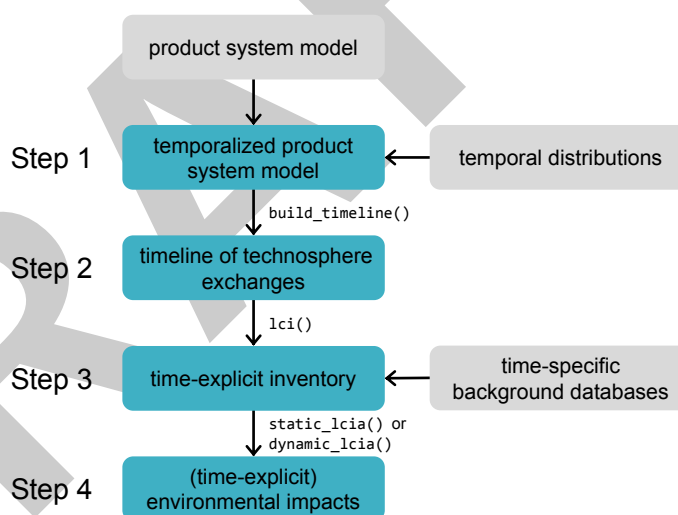 product system model
Step 1
temporalized product
system model
temporal distributions
build_timeline()
Step 2
timeline of technosphere
exchanges
lci()
Step 3
time-explicit inventory
time-specific
background databases
static_lcia() or
dynamic_lcia()
Step 4
(time-explicit)
environmental impacts